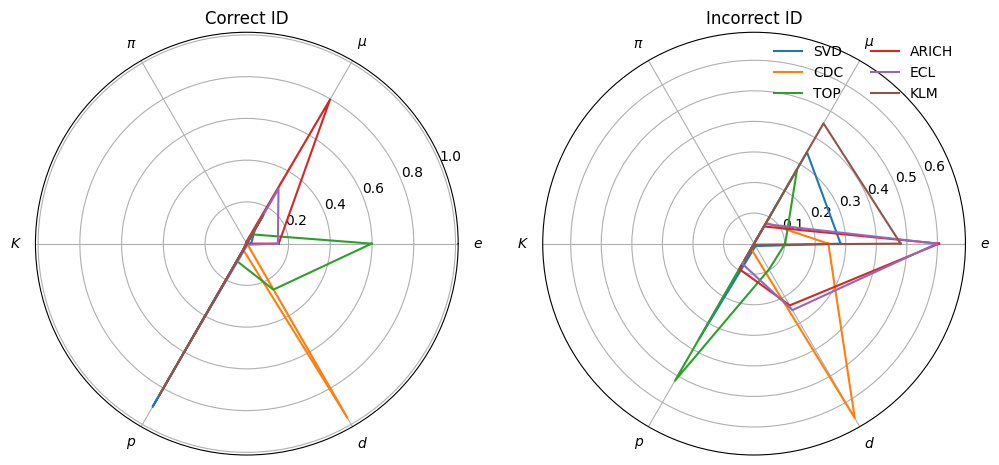 Correct ID
π
μ
K
e
p
d
0.2
0.4
0.6
0.8
1.0
Incorrect ID
π
μ
K
e
p
d
0.1
0.2
0.3
0.4
0.5
0.6
SVD
CDC
TOP
ARICH
ECL
KLM